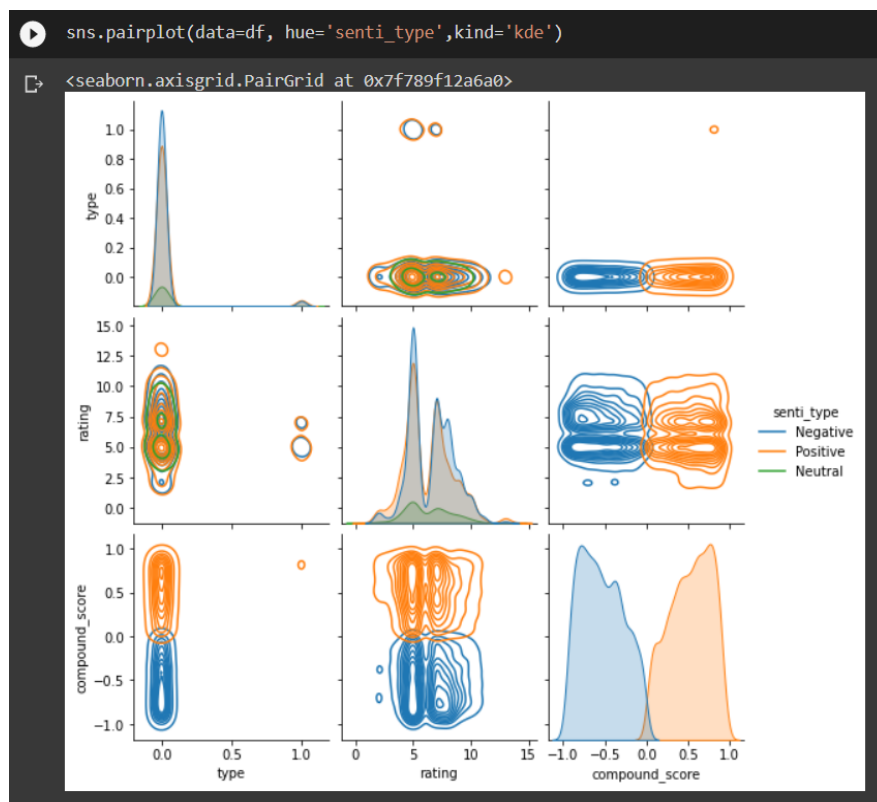 sns.pairplot(data=df, hue='senti_type',kind='kde')
<seaborn.axisgrid.PairGrid at 0x7f789f12a6a0>
type
1.0
0.8
0.6
0.4
0.2
0.0
rating
15.0
12.5
10.0
7.5
5.0
2.5
0.0
senti_type
Negative
Positive
Neutral
compound_score
1.0
0.5
0.0
−0.5
−1.0
0.0 0.5 1.0
type
0 5 10 15
rating
−1.0 −0.5 0.0 0.5 1.0
compound_score